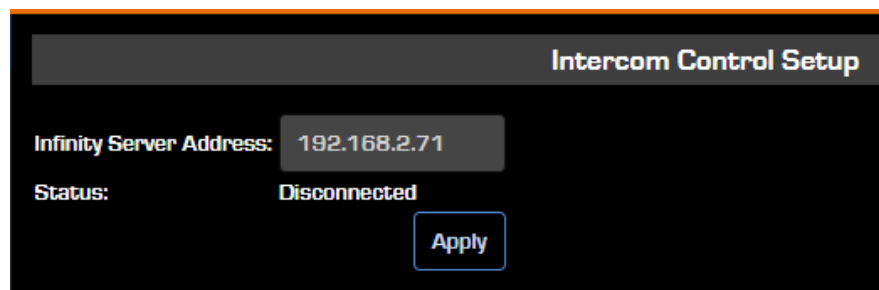 Intercom Control Setup
Infinity Server Address: 192.168.2.71
Status: Disconnected
Apply